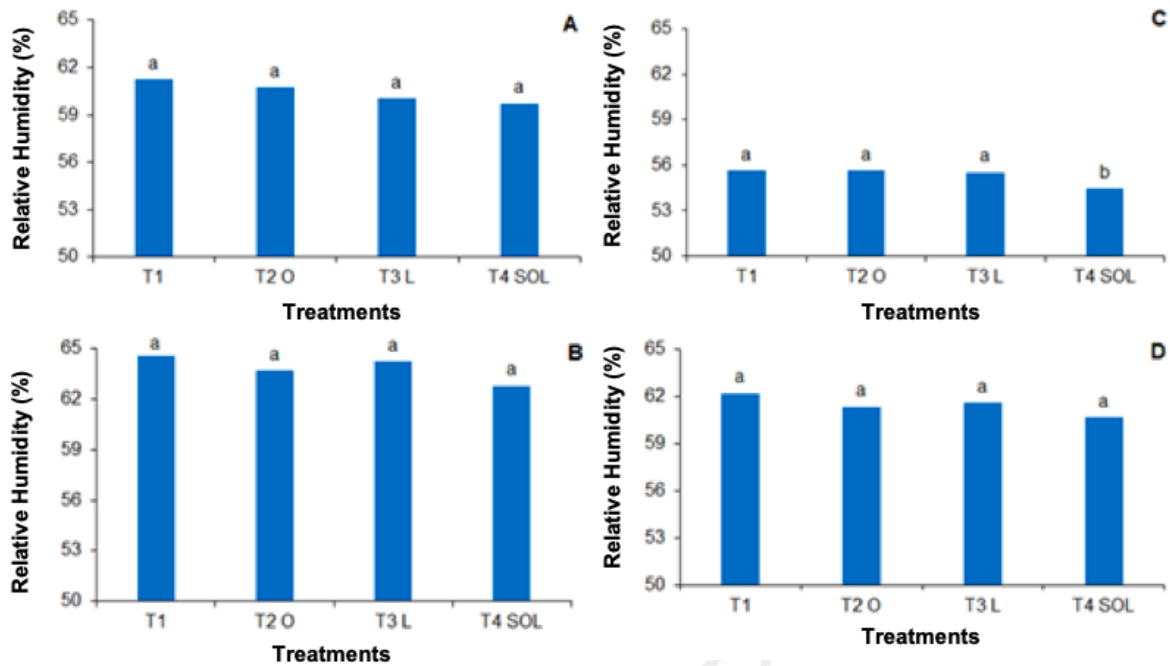 A
Relative Humidity (%)
65
62
59
56
53
50
a a a a
T1 T2 O T3 L T4 SOL
Treatments
C
Relative Humidity (%)
65
62
59
56
53
50
a a a b
T1 T2 O T3 L T4 SOL
Treatments
B
Relative Humidity (%)
65
62
59
56
53
50
a a a a
T1 T2 O T3 L T4 SOL
Treatments
D
Relative Humidity (%)
65
62
59
56
53
50
a a a a
T1 T2 O T3 L T4 SOL
Treatments